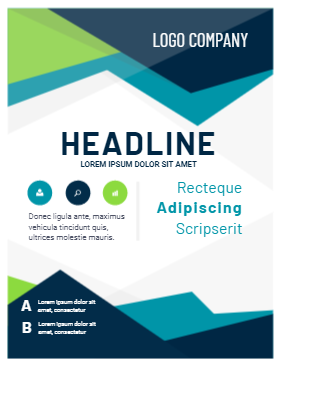 LOGO COMPANY
HEADLINE
LOREM IPSUM DOLOR SIT AMET
Donec ligula ante, maximus
vehicula tincidunt quis,
ultrices molestie mauris.
Recteque
Adipiscing
Scripserit
A
Lorem ipsum dolor sit
amet, consectetur
B
Lorem ipsum dolor sit
amet, consectetur